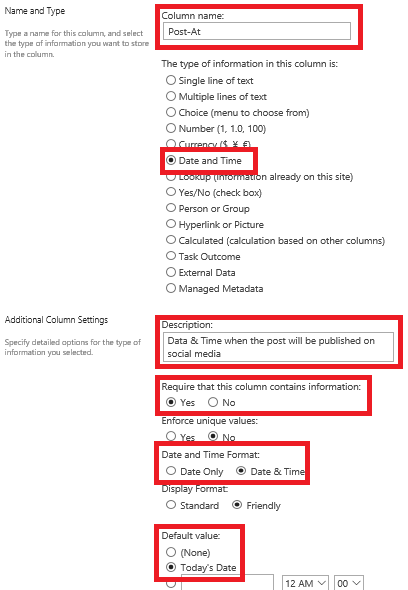 Name and Type
Type a name for this column, and select
the type of information you want to store
in the column.
Column name:
Post-At
The type of information in this column is:
Single line of text
Multiple lines of text
Choice (menu to choose from)
Number (1, 1.0, 100)
Currency ($, ¥, €)
Date and Time
Lookup (information already on this site)
Yes/No (check box)
Person or Group
Hyperlink or Picture
Calculated (calculation based on other columns)
Task Outcome
External Data
Managed Metadata
Additional Column Settings
Specify detailed options for the type of
information you selected.
Description:
Data & Time when the post will be published on
social media
Require that this column contains information:
Yes No
Enforce unique values:
Yes No
Date and Time Format:
Date Only Date & Time
Display Format:
Standard Friendly
Default value:
(None)
Today's Date
12 AM 00